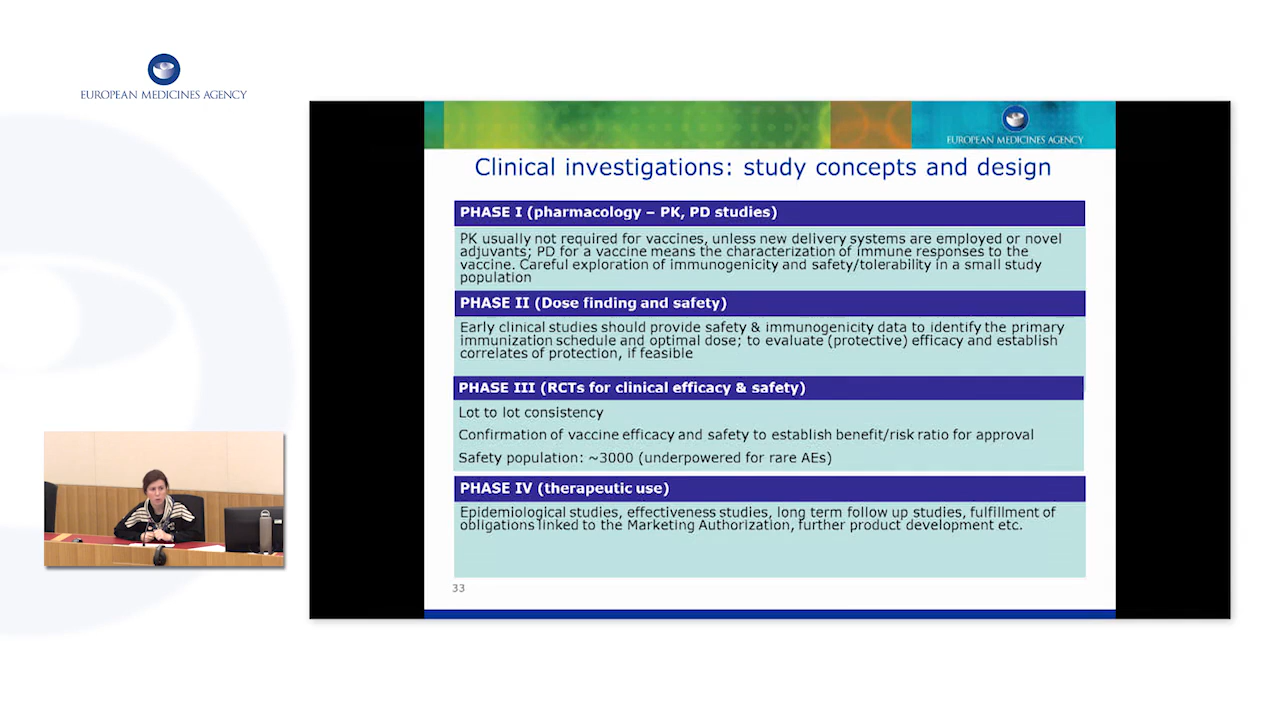 EUROPEAN MEDICINES AGENCY
EUROPEAN MEDICINES AGENCY
Clinical investigations: study concepts and design
PHASE I (pharmacology – PK, PD studies)
PK usually not required for vaccines, unless new delivery systems are employed or novel
adjuvants; PD for a vaccine means the characterization of immune responses to the
vaccine. Careful exploration of immunogenicity and safety/tolerability in a small study
population
PHASE II (Dose finding and safety)
Early clinical studies should provide safety & immunogenicity data to identify the primary
immunization schedule and optimal dose; to evaluate (protective) efficacy and establish
correlates of protection, if feasible
PHASE III (RCTs for clinical efficacy & safety)
Lot to lot consistency
Confirmation of vaccine efficacy and safety to establish benefit/risk ratio for approval
Safety population: ~3000 (underpowered for rare AEs)
PHASE IV (therapeutic use)
Epidemiological studies, effectiveness studies, long term follow up studies, fulfillment of
obligations linked to the Marketing Authorization, further product development etc.
33